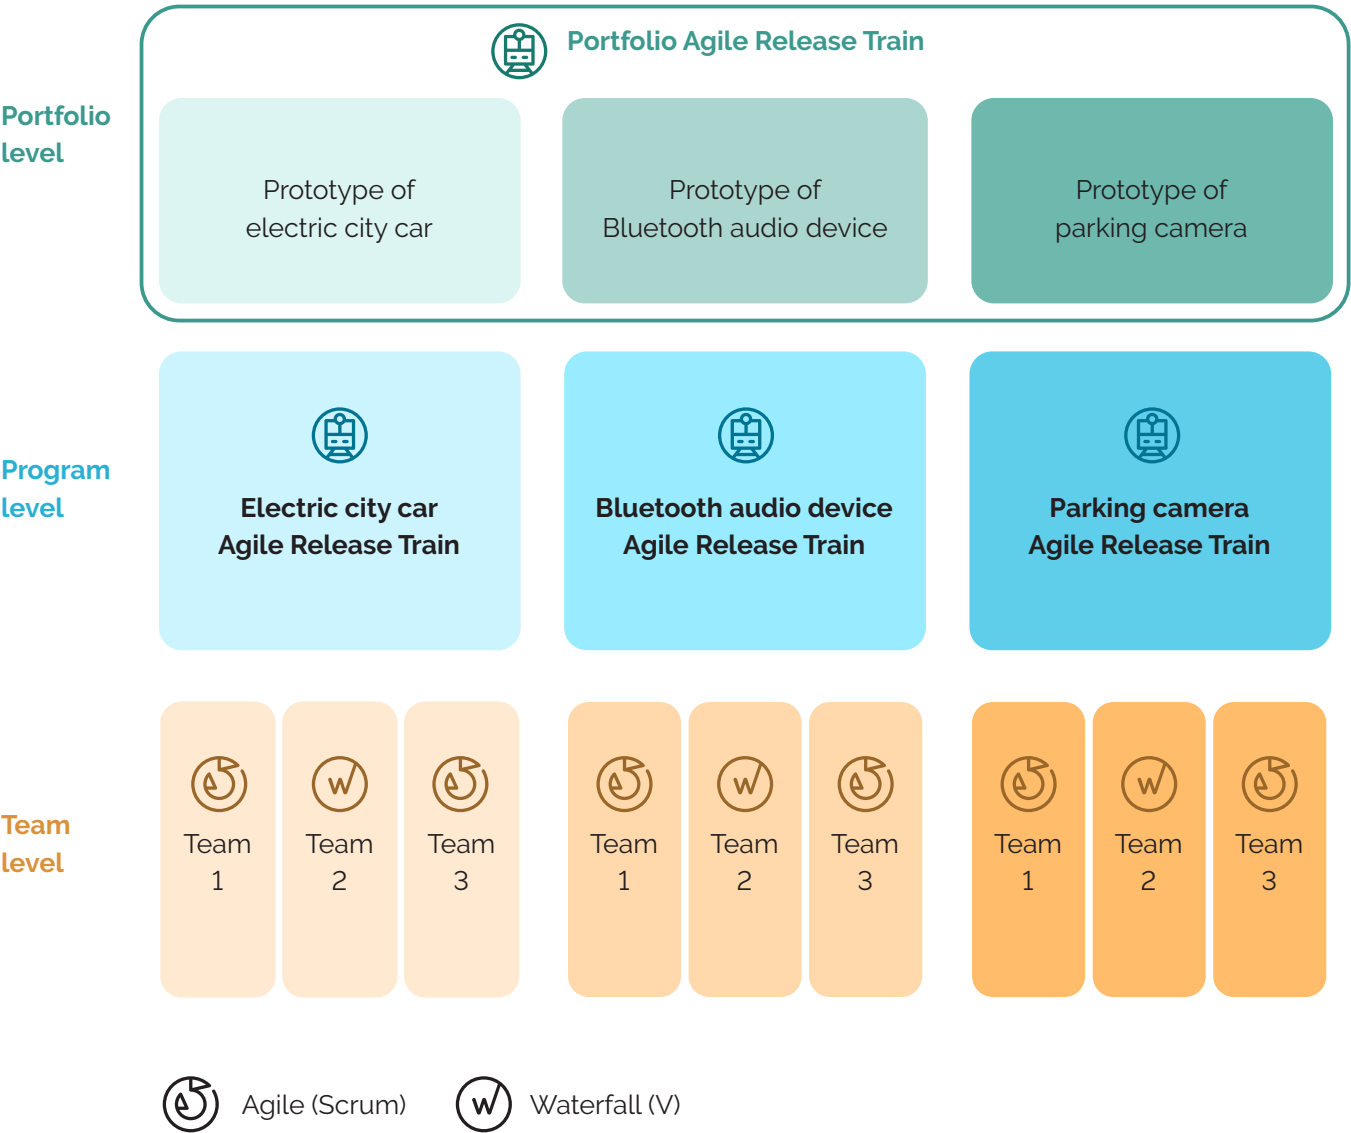 Portfolio Agile Release Train
Portfolio
level
Prototype of
electric city car
Prototype of
Bluetooth audio device
Prototype of
parking camera
Program
level
Electric city car
Agile Release Train
Bluetooth audio device
Agile Release Train
Parking camera
Agile Release Train
Team
level
Team
1
W
Team
2
Team
3
Team
1
W
Team
2
Team
3
Team
1
W
Team
2
Team
3
Agile (Scrum)
W
Waterfall (V)